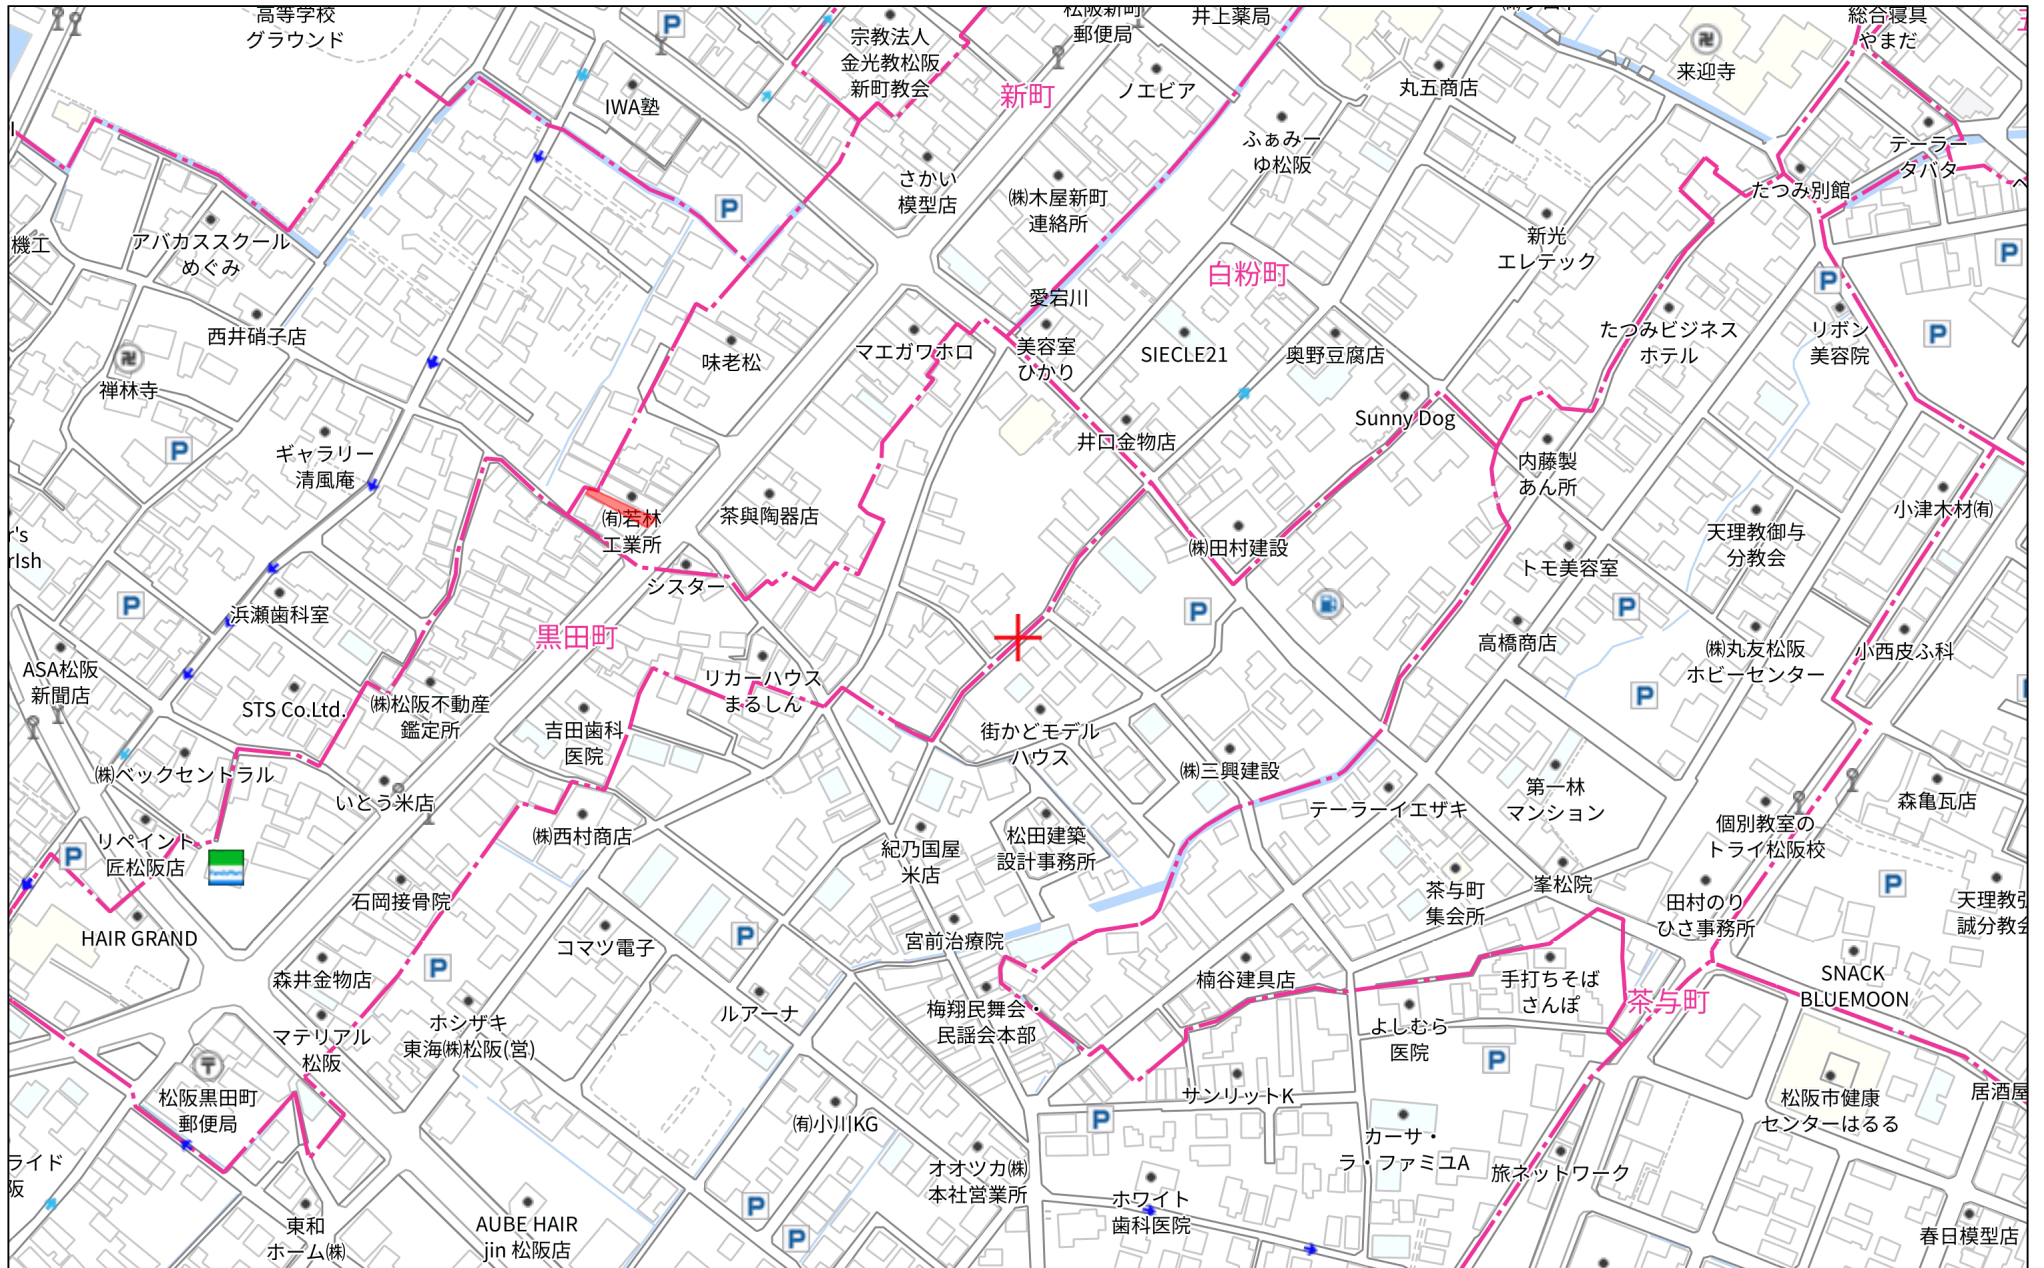 高等学校
グラウンド
宗教法人
金光教松阪
新町教会
松阪新町
郵便局
井上薬局
総合寝具
やまだ
来迎寺
新町
ノエビア
丸五商店
IWA塾
ふぁみー
ゆ松阪
テーラー
タバタ
さかい
模型店
㈱木屋新町
連絡所
たつみ別館
機工
アバカススクール
めぐみ
新光
エレテック
白粉町
愛宕川
西井硝子店
味老松
マエガワホロ
美容室
ひかり
SIECLE21
奥野豆腐店
たつみビジネス
ホテル
リボン
美容院
禅林寺
Sunny Dog
井口金物店
ギャラリー
清風庵
内藤製
あん所
㈲若林
工業所
茶與陶器店
小津木材㈲
天理教御与
分教会
㈱田村建設
トモ美容室
シスター
浜瀬歯科室
黒田町
高橋商店
㈱丸友松阪
ホビーセンター
小西皮ふ科
ASA松阪
新聞店
STS Co.Ltd.
㈱松阪不動産
鑑定所
リカーハウス
まるしん
吉田歯科
医院
街かどモデル
ハウス
㈱ベックセントラル
いとう米店
㈱三興建設
テーラーイエザキ
第一林
マンション
森亀瓦店
リペイント
匠松阪店
㈱西村商店
紀乃国屋
米店
松田建築
設計事務所
個別教室の
トライ松阪校
石岡接骨院
茶与町
集会所
峯松院
田村のり
ひさ事務所
HAIR GRAND
コマツ電子
宮前治療院
森井金物店
楠谷建具店
手打ちそば
さんぽ
SNACK
BLUEMOON
茶与町
ルアーナ
梅翔民舞会・
民謡会本部
ホシザキ
東海㈱松阪(営)
マテリアル
松阪
よしむら
医院
松阪黒田町
郵便局
サンリットK
松阪市健康
センターはるる
居酒屋
㈲小川KG
カーサ・
ラ・ファミユA
オオツカ㈱
本社営業所
旅ネットワーク
ホワイト
歯科医院
東和
ホーム㈱
AUBE HAIR
jin 松阪店
春日模型店